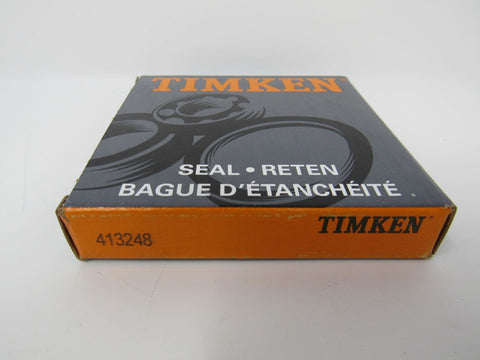 TIMKEN
SEAL • RETEN
BAGUE D'ÉTANCHÉITÉ
413248
TIMKEN